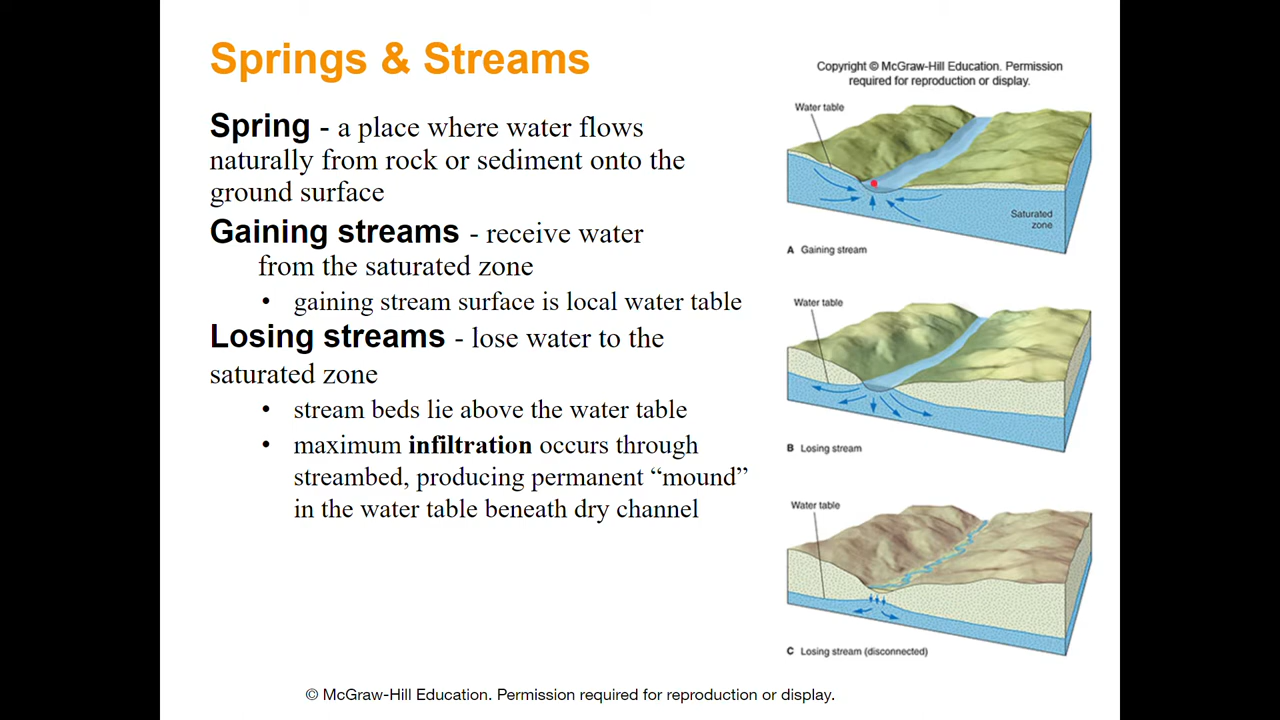 Springs & Streams
Spring - a place where water flows
naturally from rock or sediment onto the
ground surface
Gaining streams - receive water
from the saturated zone
• gaining stream surface is local water table
Losing streams - lose water to the
saturated zone
• stream beds lie above the water table
• maximum infiltration occurs through
streambed, producing permanent “mound”
in the water table beneath dry channel
Copyright © McGraw-Hill Education. Permission
required for reproduction or display.
Water table
Saturated
zone
A Gaining stream
Water table
B Losing stream
Water table
C Losing stream (disconnected)
© McGraw-Hill Education. Permission required for reproduction or display.